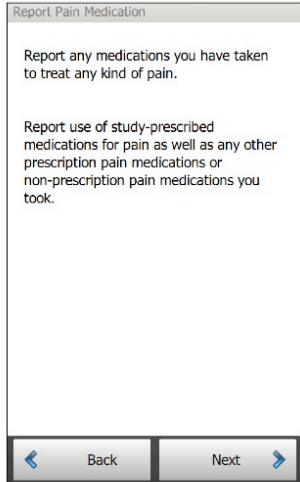 Report Pain Medication
Report any medications you have taken
to treat any kind of pain.
Report use of study-prescribed
medications for pain as well as any other
prescription pain medications or
non-prescription pain medications you
took.
Back
Next